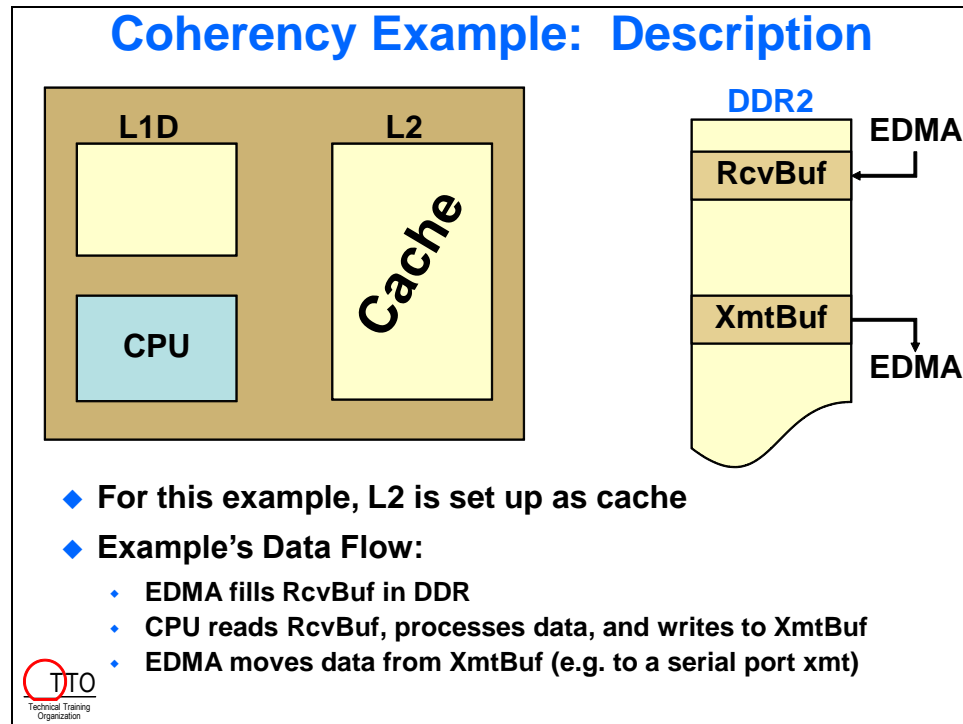 Coherency Example:  Description
L1D
L2
Cache
CPU
DDR2
EDMA
RcvBuf
XmtBuf
EDMA
◆ For this example, L2 is set up as cache
◆ Example's Data Flow:
◆ EDMA fills RcvBuf in DDR
◆ CPU reads RcvBuf, processes data, and writes to XmtBuf
◆ EDMA moves data from XmtBuf (e.g. to a serial port xmt)
TTO
Technical Training
Organization